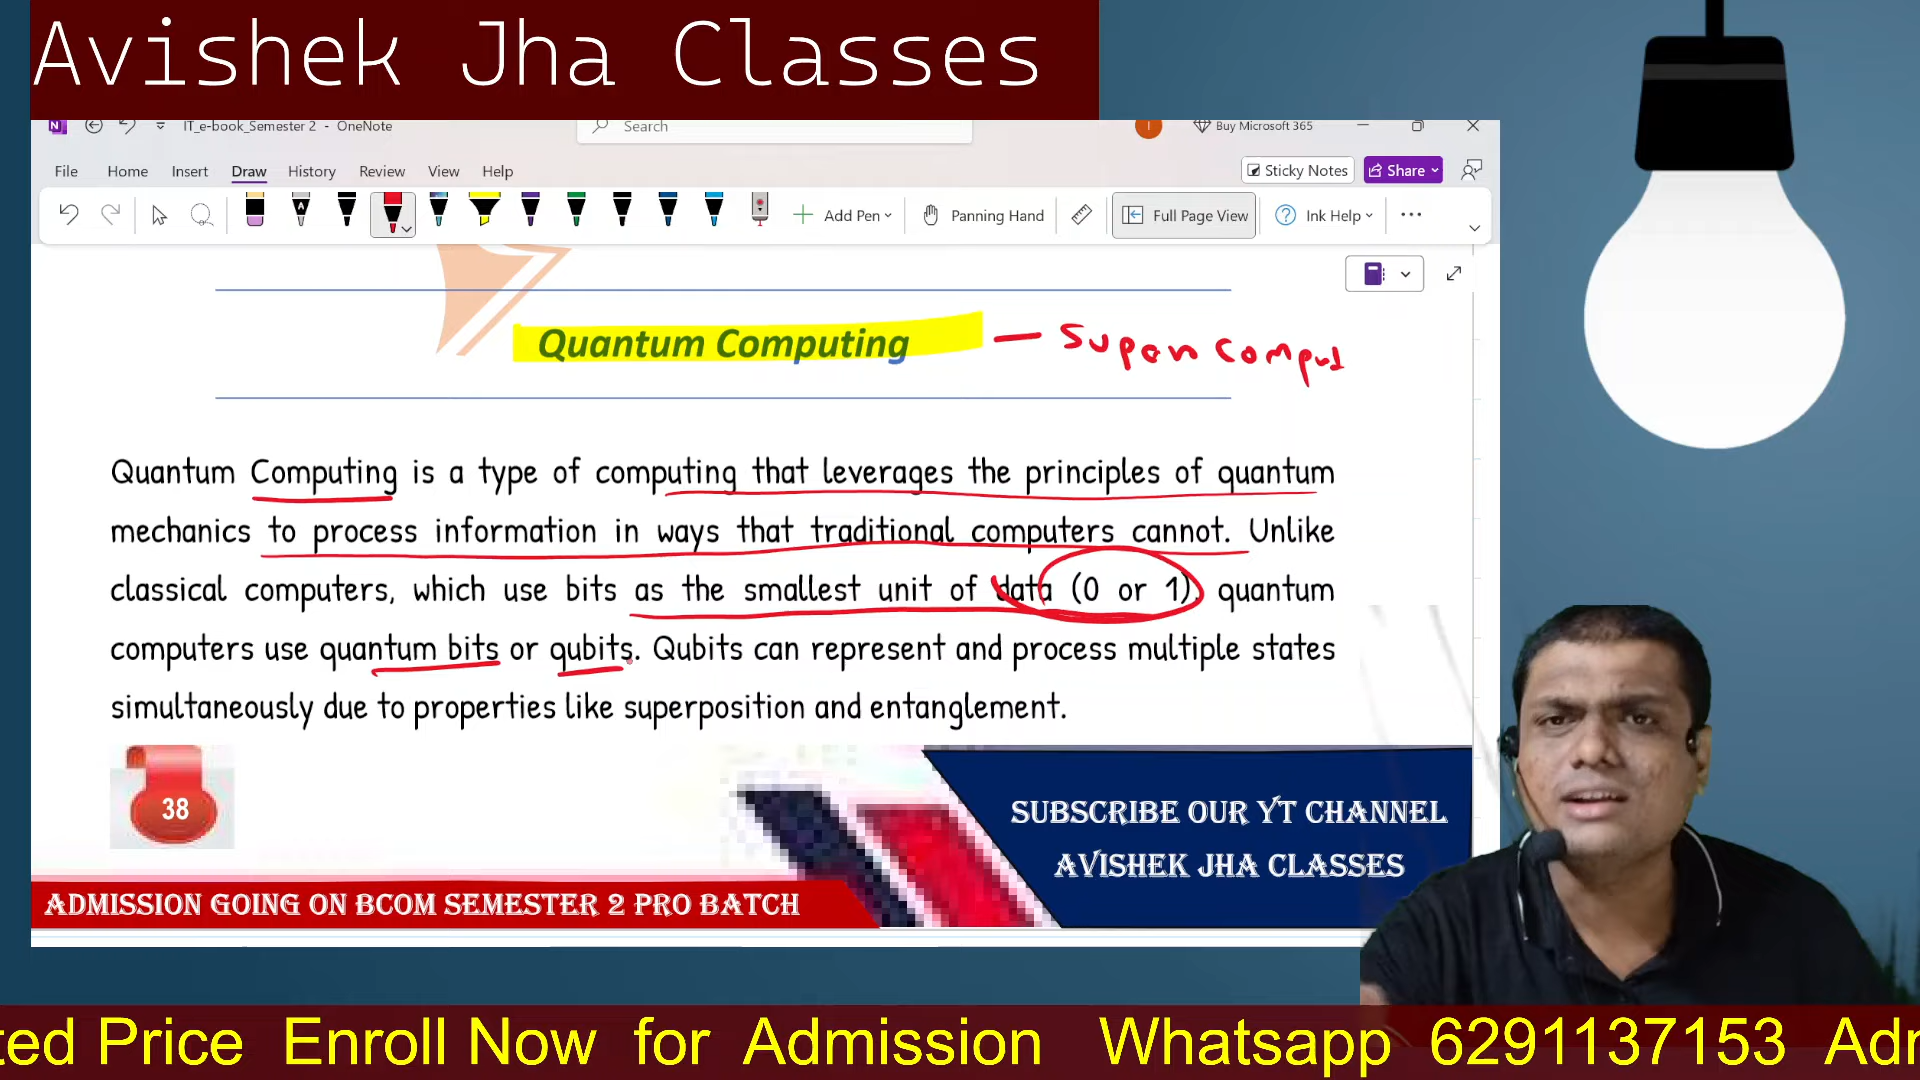 Avishek Jha Classes
IT_e-book_Semester 2 - OneNote
Search
Buy Microsoft 365
File Home Insert Draw History Review View Help
Sticky Notes
Share
Add Pen
Panning Hand
Full Page View
Ink Help
Quantum Computing
Super Comput
Quantum Computing is a type of computing that leverages the principles of quantum
mechanics to process information in ways that traditional computers cannot. Unlike
classical computers, which use bits as the smallest unit of data (0 or 1), quantum
computers use quantum bits or qubits. Qubits can represent and process multiple states
simultaneously due to properties like superposition and entanglement.
38
SUBSCRIBE OUR YT CHANNEL
AVISHEK JHA CLASSES
ADMISSION GOING ON BCOM SEMESTER 2 PRO BATCH
ted Price Enroll Now for Admission Whatsapp 6291137153 Adr